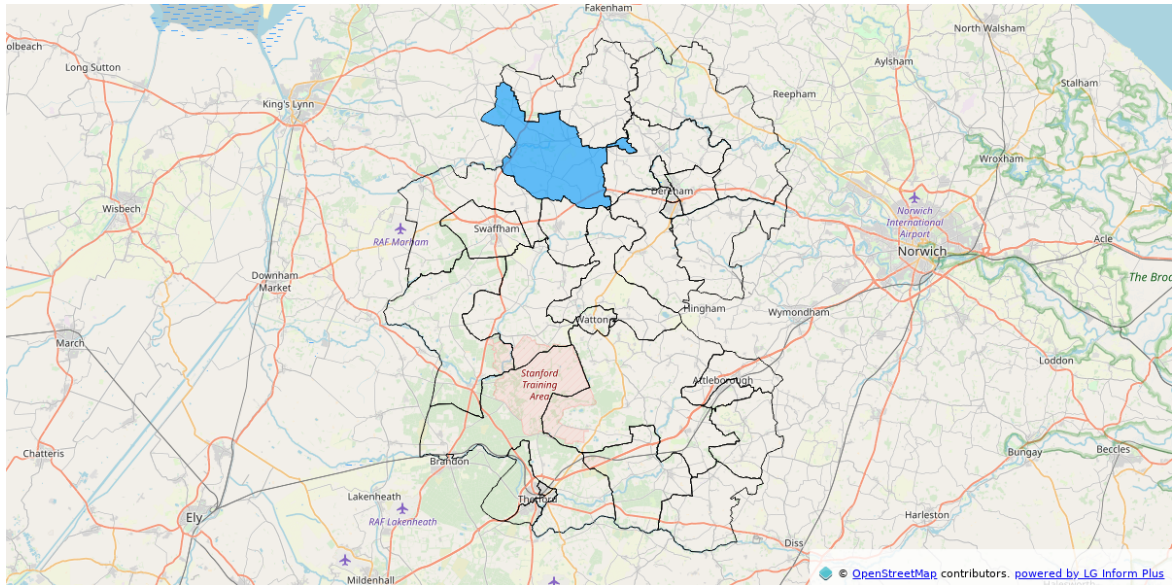 Fakenham
North Walsham
olbeach
Long Sutton
Aylsham
Stalham
King's Lynn
Reepham
Wroxham
Wisbech
Dereham
Norwich
International
Airport
Swaffham
RAF Marham
Norwich
Acle
Downham
Market
The Broa
Hingham
Wymondham
Watton
March
Loddon
Stanford
Training
Area
Attleborough
Chatteris
Brandon
Bungay
Beccles
Lakenheath
Thetford
RAF Lakenheath
Ely
Harleston
Diss
Mildenhall
© OpenStreetMap contributors. powered by LG Inform Plus